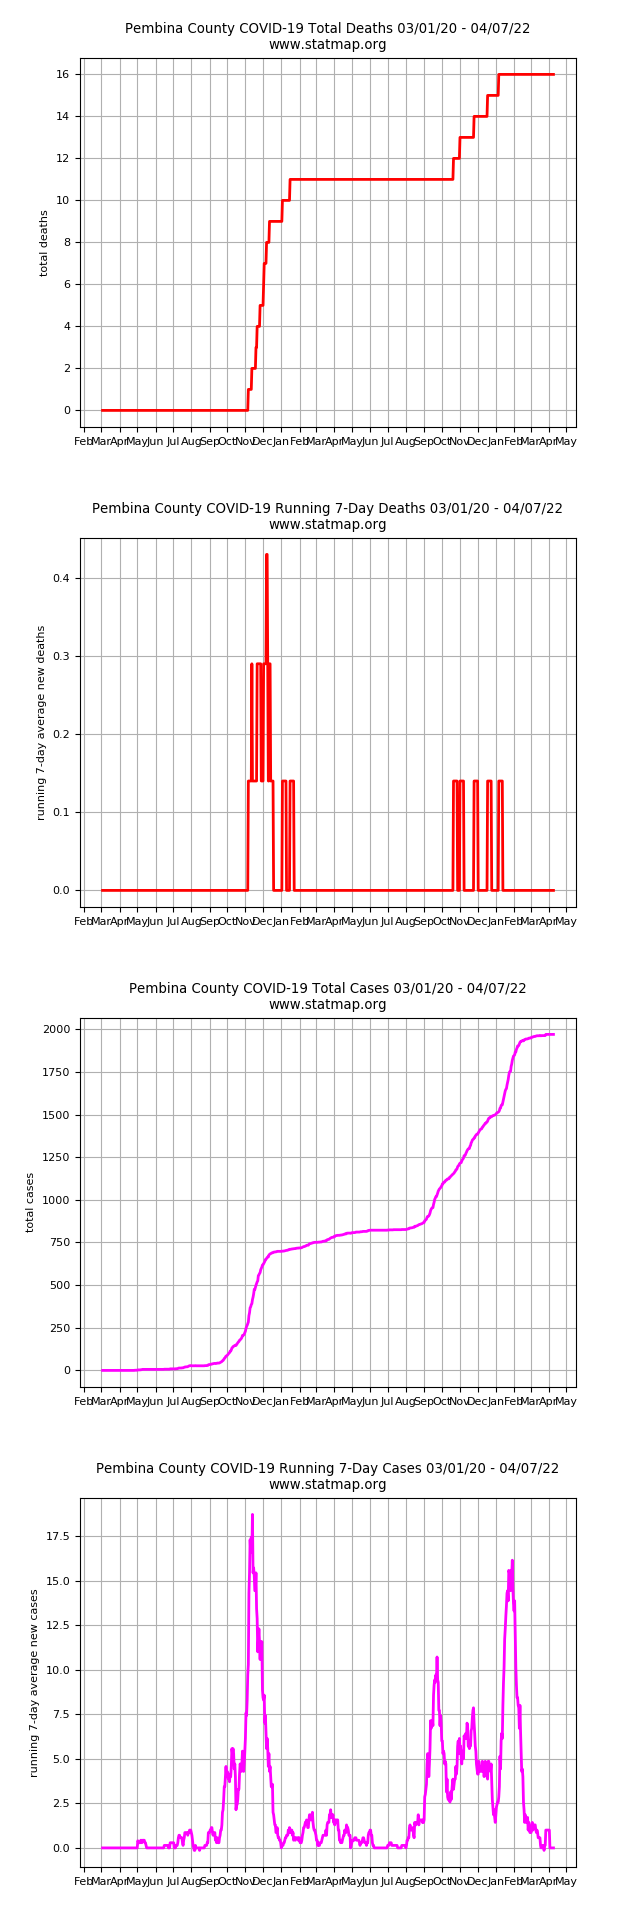 Pembina County COVID-19 Total Deaths 03/01/20 - 04/07/22
www.statmap.org
16
14
12
10
8
6
4
2
0
total deaths
Feb Mar Apr May Jun Jul Aug Sep Oct Nov Dec Jan Feb Mar Apr May Jun Jul Aug Sep Oct Nov Dec Jan Feb Mar Apr May
Pembina County COVID-19 Running 7-Day Deaths 03/01/20 - 04/07/22
www.statmap.org
0.4
0.3
0.2
0.1
0.0
running 7-day average new deaths
Feb Mar Apr May Jun Jul Aug Sep Oct Nov Dec Jan Feb Mar Apr May Jun Jul Aug Sep Oct Nov Dec Jan Feb Mar Apr May
Pembina County COVID-19 Total Cases 03/01/20 - 04/07/22
www.statmap.org
2000
1750
1500
1250
1000
750
500
250
0
total cases
Feb Mar Apr May Jun Jul Aug Sep Oct Nov Dec Jan Feb Mar Apr May Jun Jul Aug Sep Oct Nov Dec Jan Feb Mar Apr May
Pembina County COVID-19 Running 7-Day Cases 03/01/20 - 04/07/22
www.statmap.org
17.5
15.0
12.5
10.0
7.5
5.0
2.5
0.0
running 7-day average new cases
Feb Mar Apr May Jun Jul Aug Sep Oct Nov Dec Jan Feb Mar Apr May Jun Jul Aug Sep Oct Nov Dec Jan Feb Mar Apr May